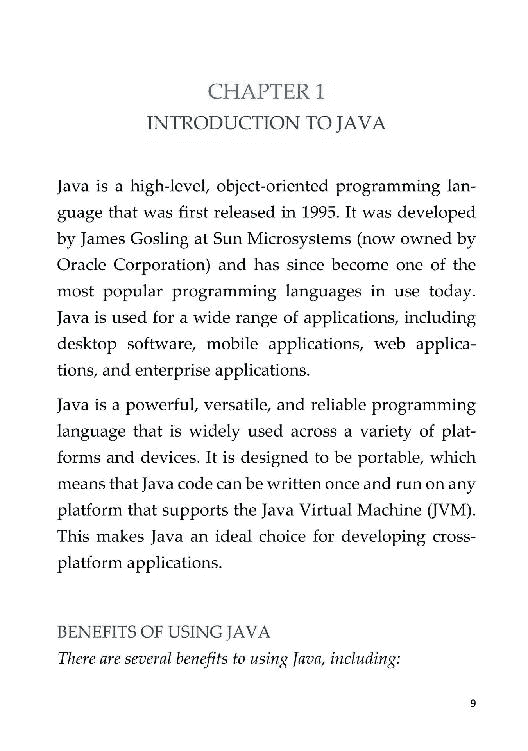 CHAPTER 1
INTRODUCTION TO JAVA
Java is a high-level, object-oriented programming lan-
guage that was first released in 1995. It was developed
by James Gosling at Sun Microsystems (now owned by
Oracle Corporation) and has since become one of the
most popular programming languages in use today.
Java is used for a wide range of applications, including
desktop software, mobile applications, web applica-
tions, and enterprise applications.
Java is a powerful, versatile, and reliable programming
language that is widely used across a variety of plat-
forms and devices. It is designed to be portable, which
means that Java code can be written once and run on any
platform that supports the Java Virtual Machine (JVM).
This makes Java an ideal choice for developing cross-
platform applications.
BENEFITS OF USING JAVA
There are several benefits to using Java, including:
9